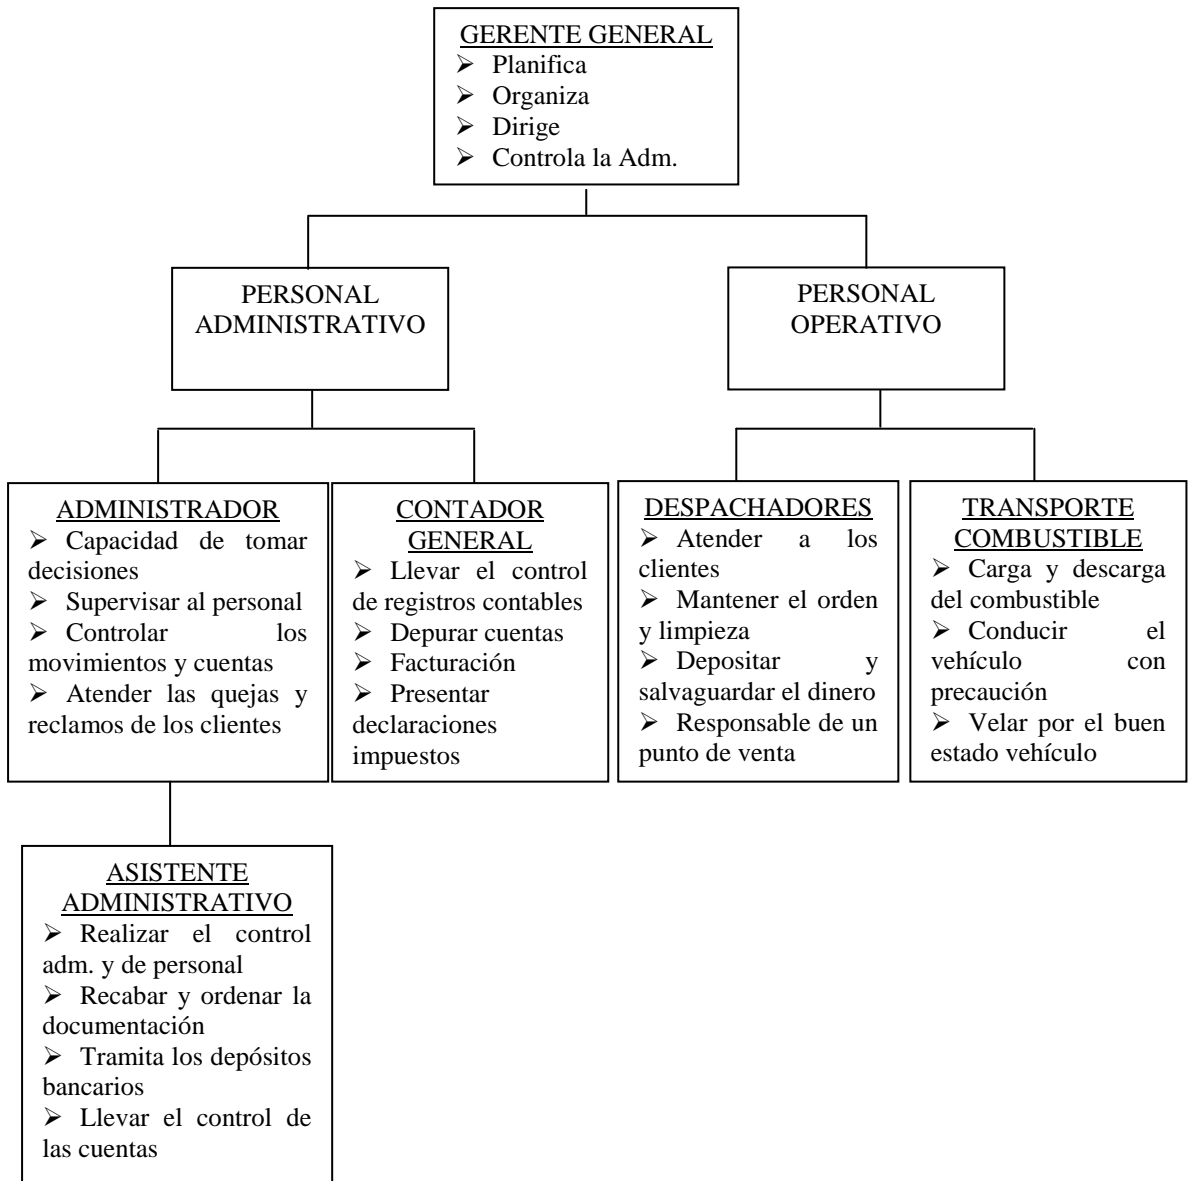 GERENTE GENERAL
➢ Planifica
➢ Organiza
➢ Dirige
➢ Controla la Adm.
PERSONAL
ADMINISTRATIVO
PERSONAL
OPERATIVO
ADMINISTRADOR
➢ Capacidad de tomar
decisiones
➢ Supervisar al personal
➢ Controlar los
movimientos y cuentas
➢ Atender las quejas y
reclamos de los clientes
CONTADOR
GENERAL
➢ Llevar el control
de registros contables
➢ Depurar cuentas
➢ Facturación
➢ Presentar
declaraciones
impuestos
DESPACHADORES
➢ Atender a los
clientes
➢ Mantener el orden
y limpieza
➢ Depositar y
salvaguardar el dinero
➢ Responsable de un
punto de venta
TRANSPORTE
COMBUSTIBLE
➢ Carga y descarga
del combustible
➢ Conducir el
vehículo con
precaución
➢ Velar por el buen
estado vehículo
ASISTENTE
ADMINISTRATIVO
➢ Realizar el control
adm. y de personal
➢ Recabar y ordenar la
documentación
➢ Tramita los depósitos
bancarios
➢ Llevar el control de
las cuentas